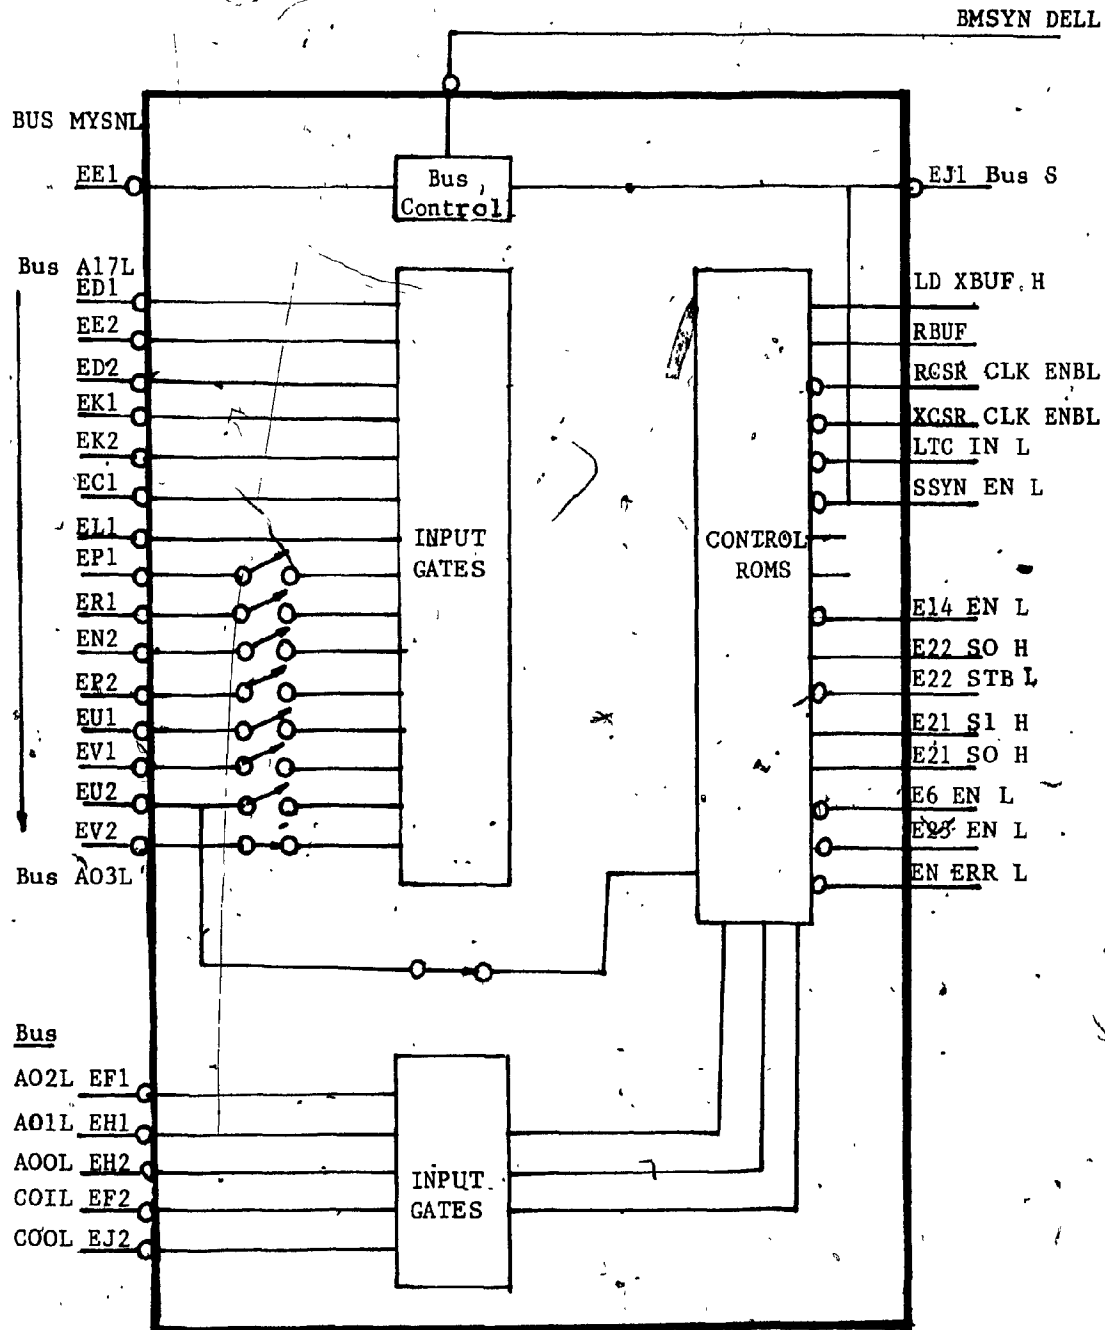 BMSYN DELL
BUS MYSNL
EE1
Bus
Control
EJ1 Bus S
Bus A17L
ED1
EE2
ED2
EK1
EK2
EC1
EL1
EP1
ER1
EN2
EP2
EU1
EV1
EU2
EV2
Bus A03L
INPUT
GATES
CONTROL
ROMS
LD XBUF H
RBUF
RCSR CLK ENBL
XCSR CLK ENBL
LTC IN L
SSYN EN L
E14 EN L
E22 SO H
E22 STB L
E21 S1 H
E21 SO H
E6 EN L
E23 EN L
EN ERR L
Bus
A02L EF1
A01L EH1
A00L EH2
COIL EF2
COOL EJ2
INPUT
GATES